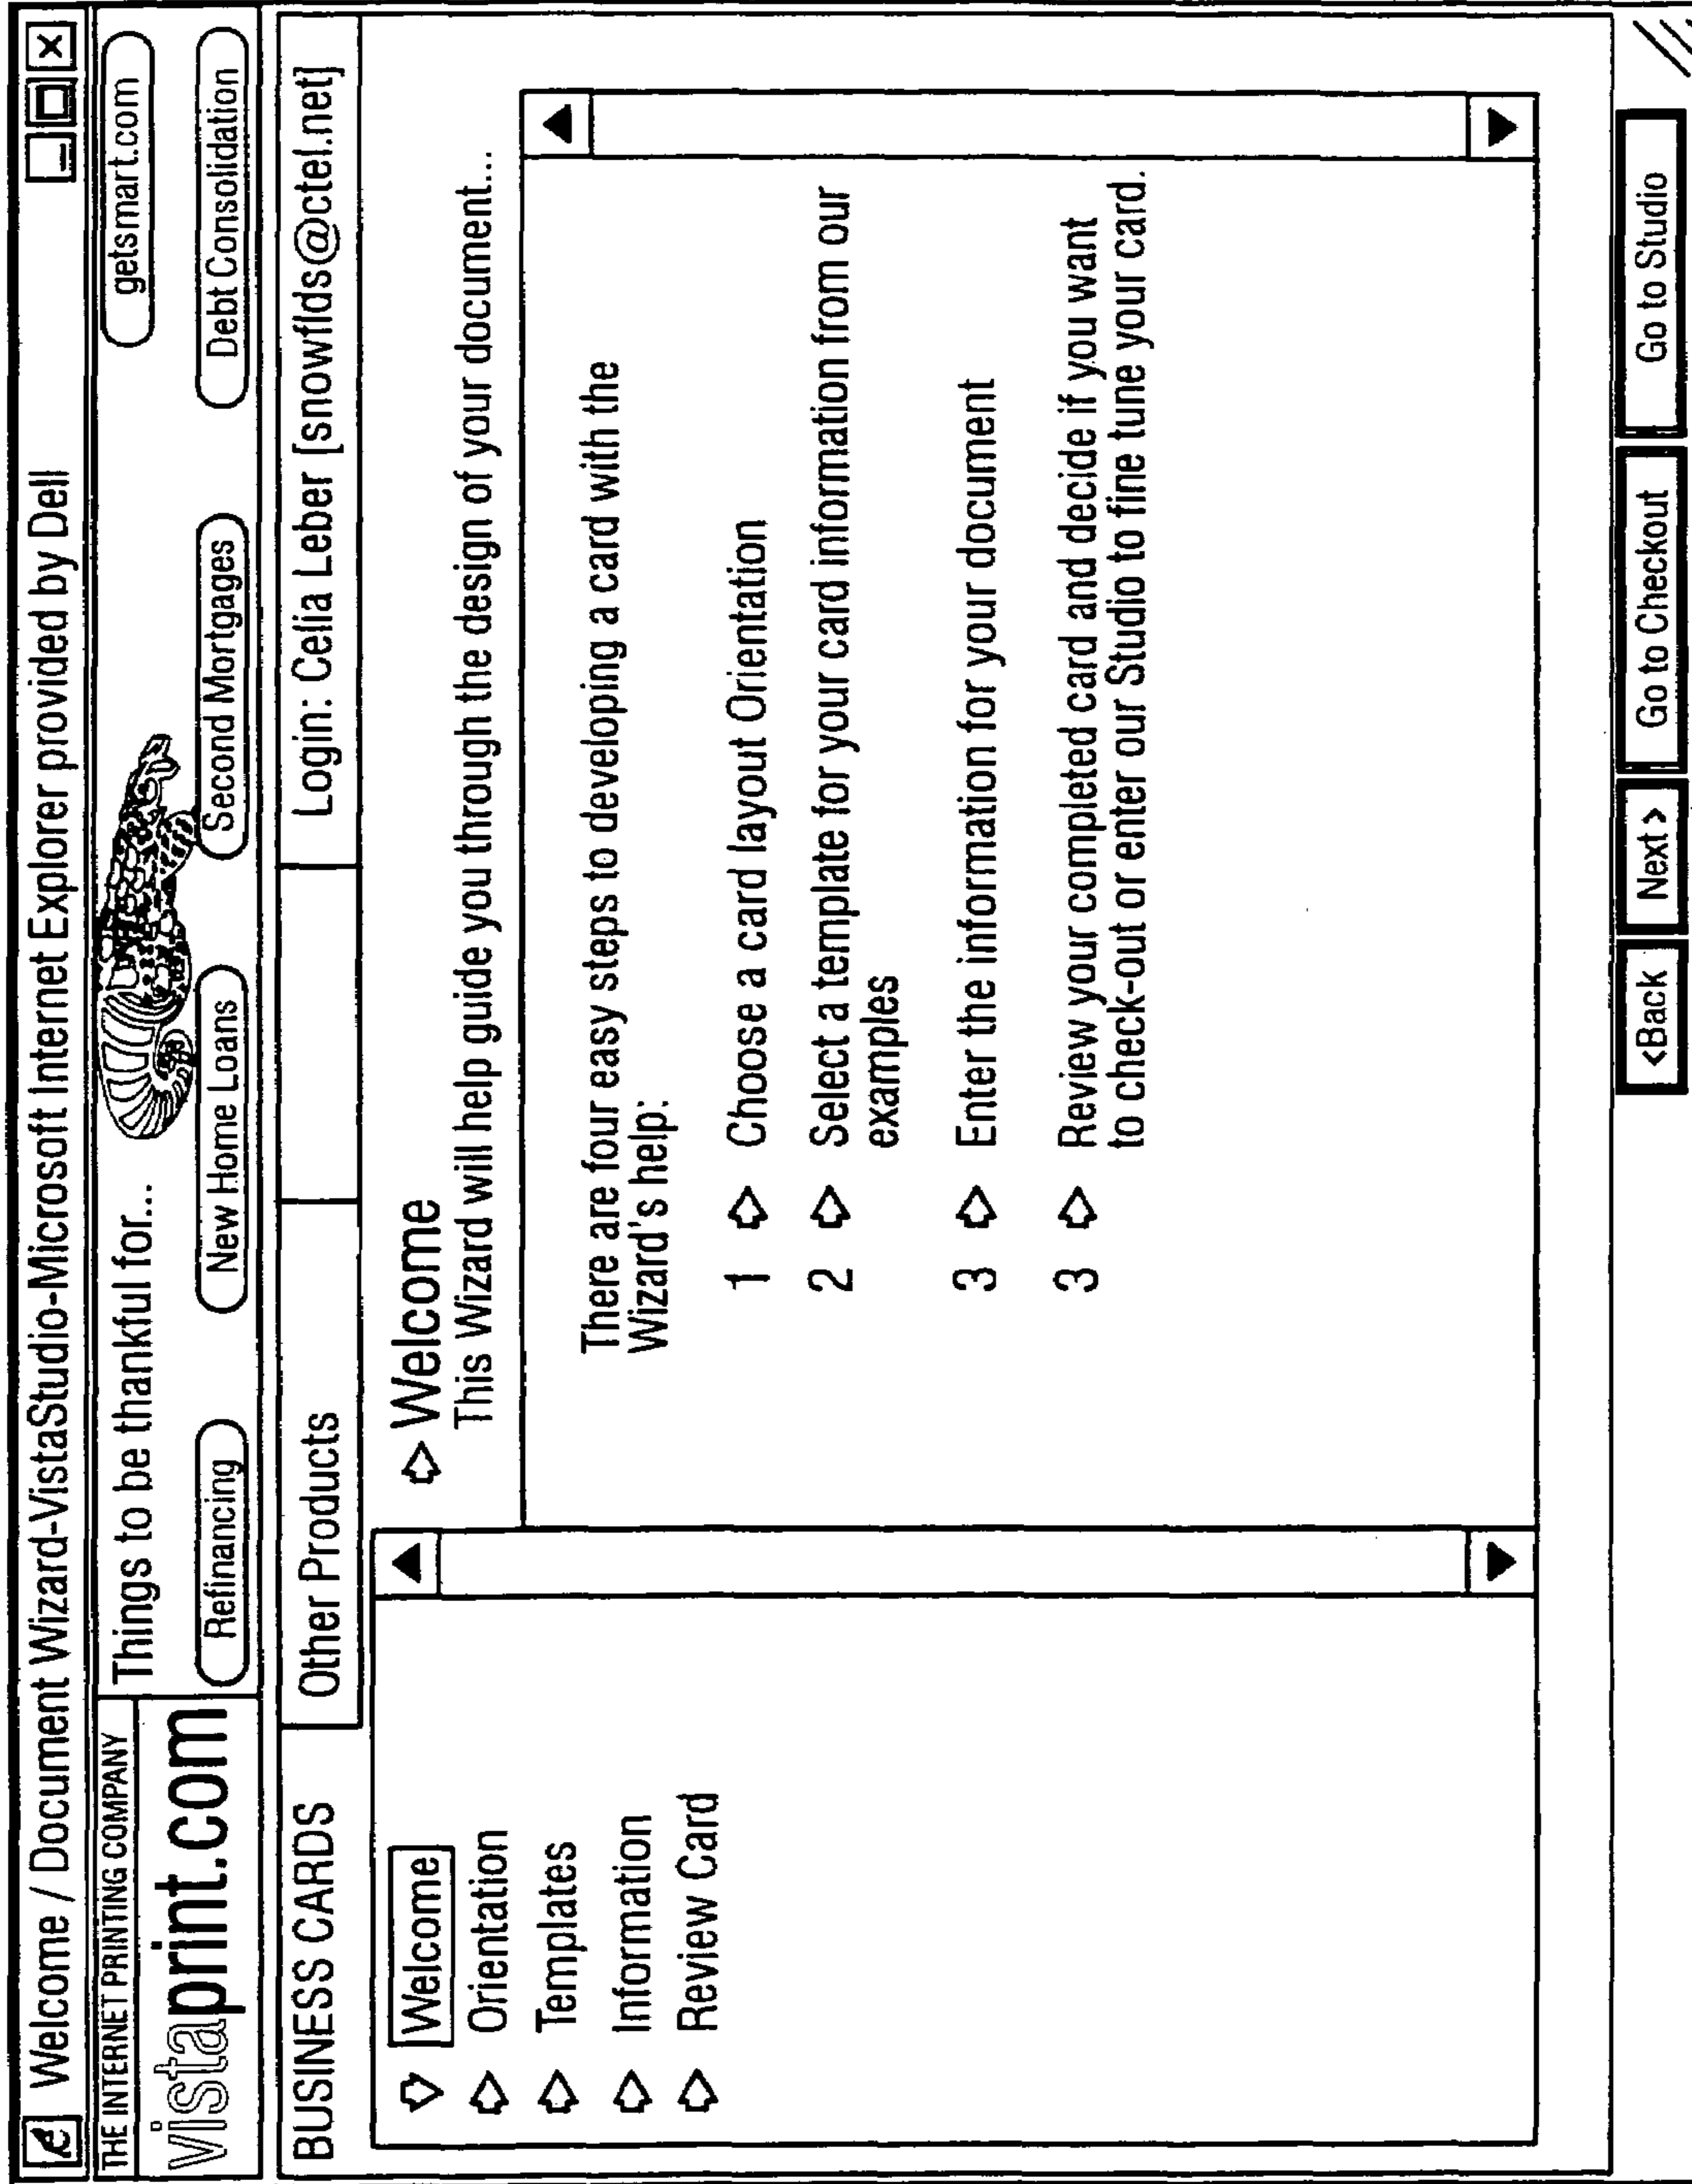 Welcome / Document Wizard-VistaStudio-Microsoft Internet Explorer provided by Dell
THE INTERNET PRINTING COMPANY
vistaprint.com
Things to be thankful for...
getsmart.com
Refinancing
New Home Loans
Second Mortgages
Debt Consolidation
BUSINESS CARDS
Other Products
Login: Celia Leber [snowflds@ctel.net]
Welcome
Orientation
Templates
Information
Review Card
Welcome
This Wizard will help guide you through the design of your document...
There are four easy steps to developing a card with the
Wizard's help:
1 Choose a card layout Orientation
2 Select a template for your card information from our
examples
3 Enter the information for your document
3 Review your completed card and decide if you want
to check-out or enter our Studio to fine tune your card.
<Back
Next >
Go to Checkout
Go to Studio